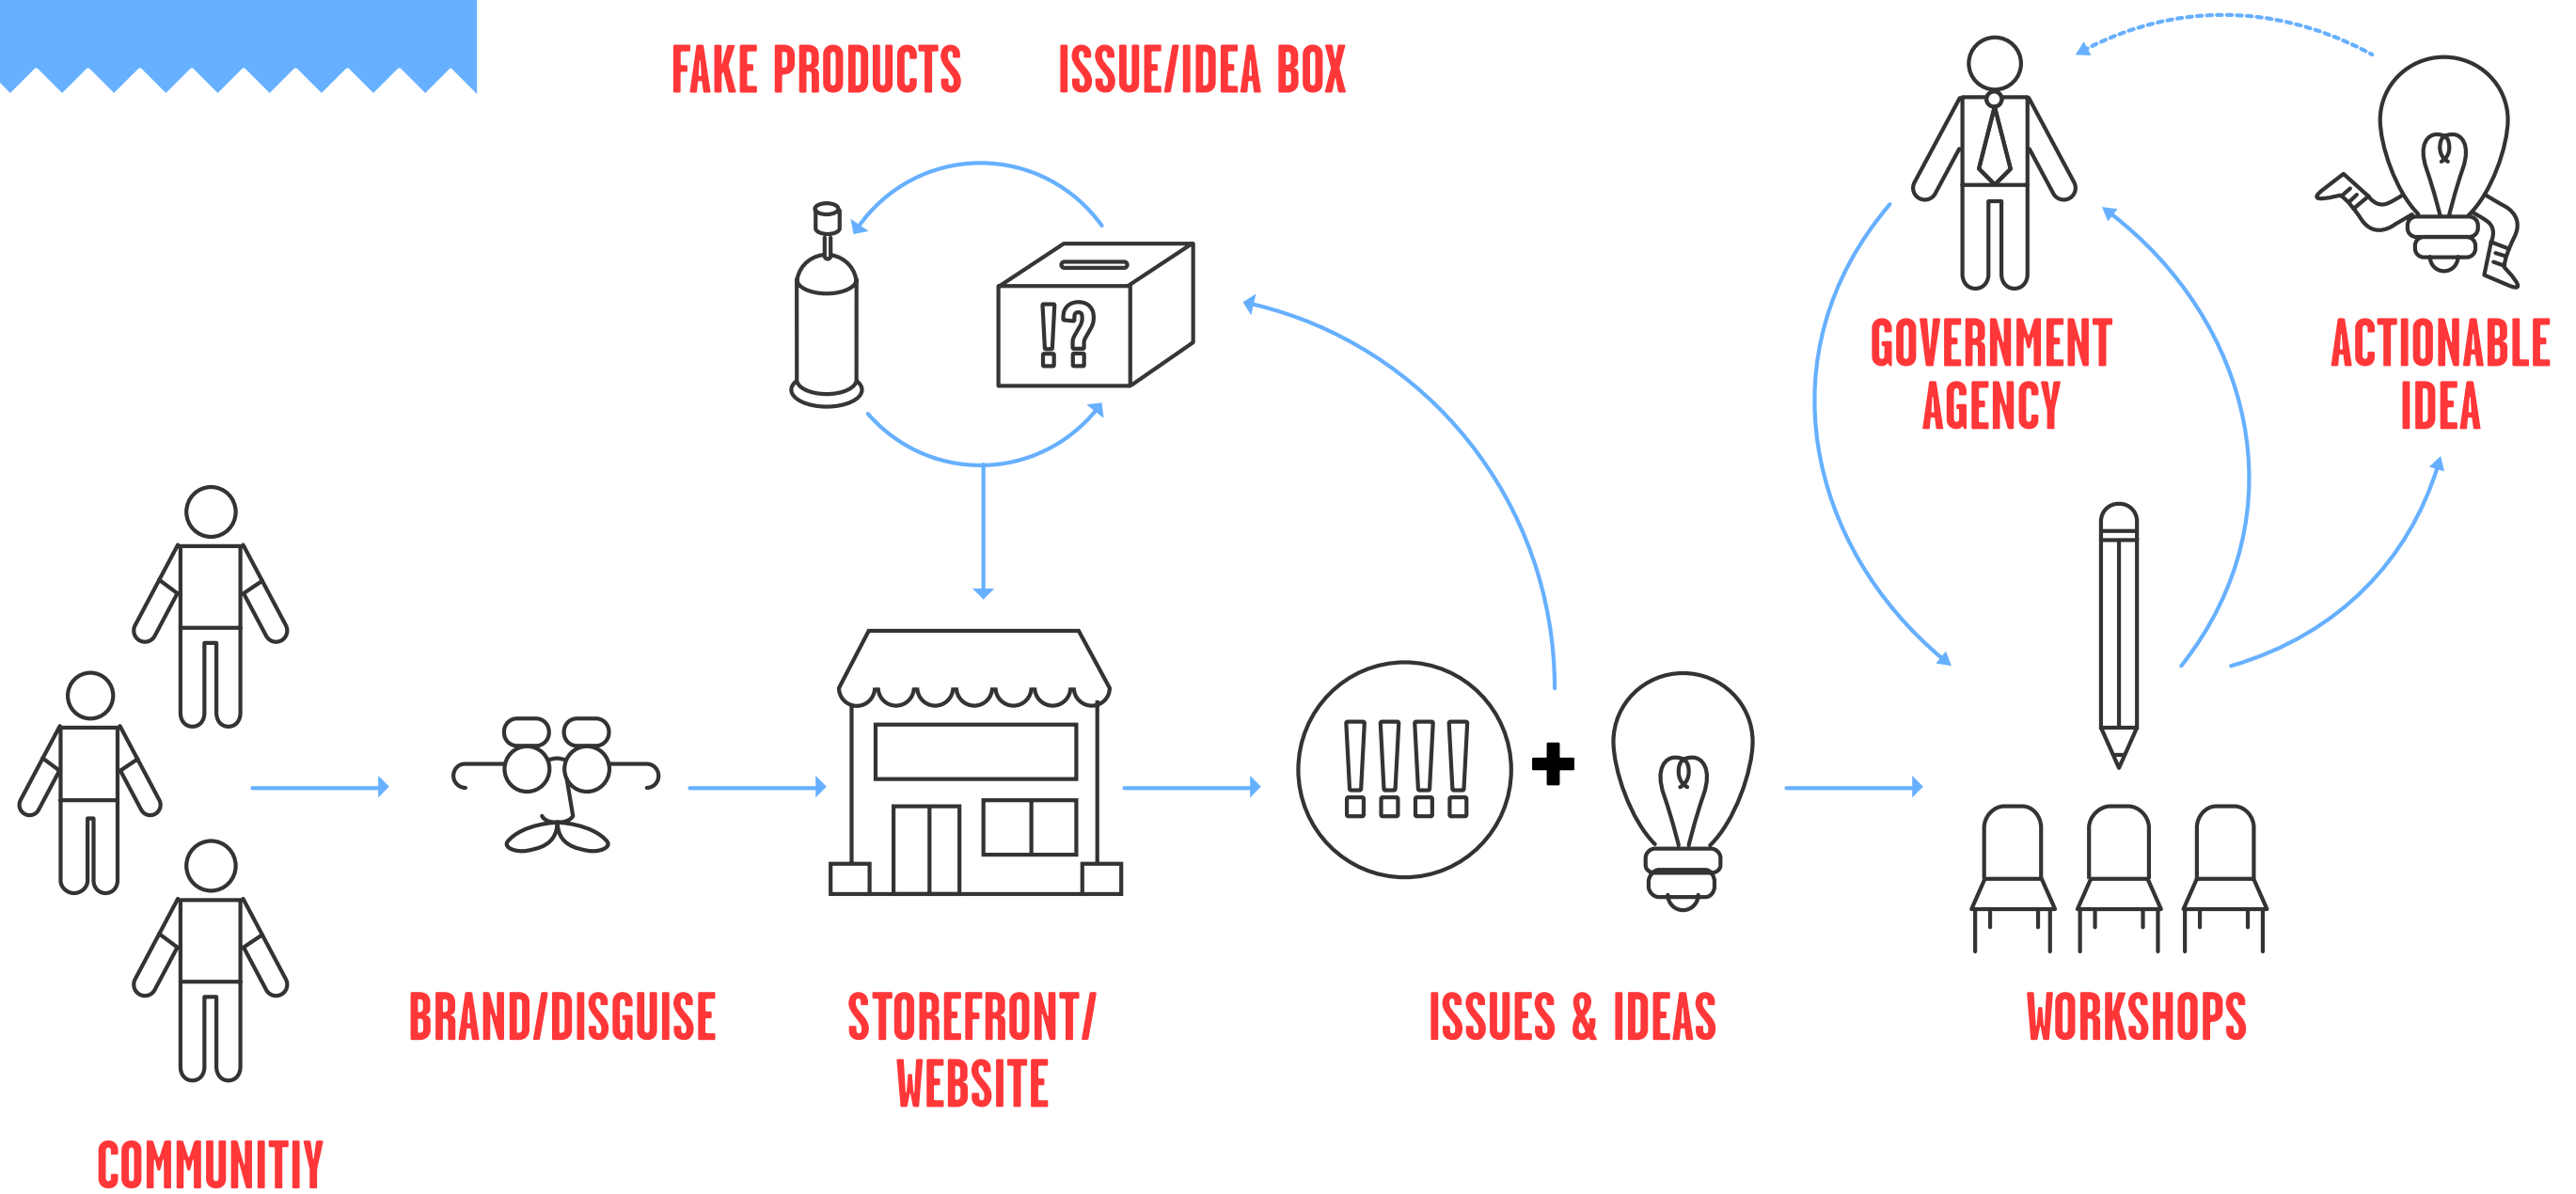 FAKE PRODUCTS
ISSUE/IDEA BOX
!?
GOVERNMENT
AGENCY
ACTIONABLE
IDEA
!!!!
+
BRAND/DISGUISE
STOREFRONT/
WEBSITE
ISSUES & IDEAS
WORKSHOPS
COMMUNITIY